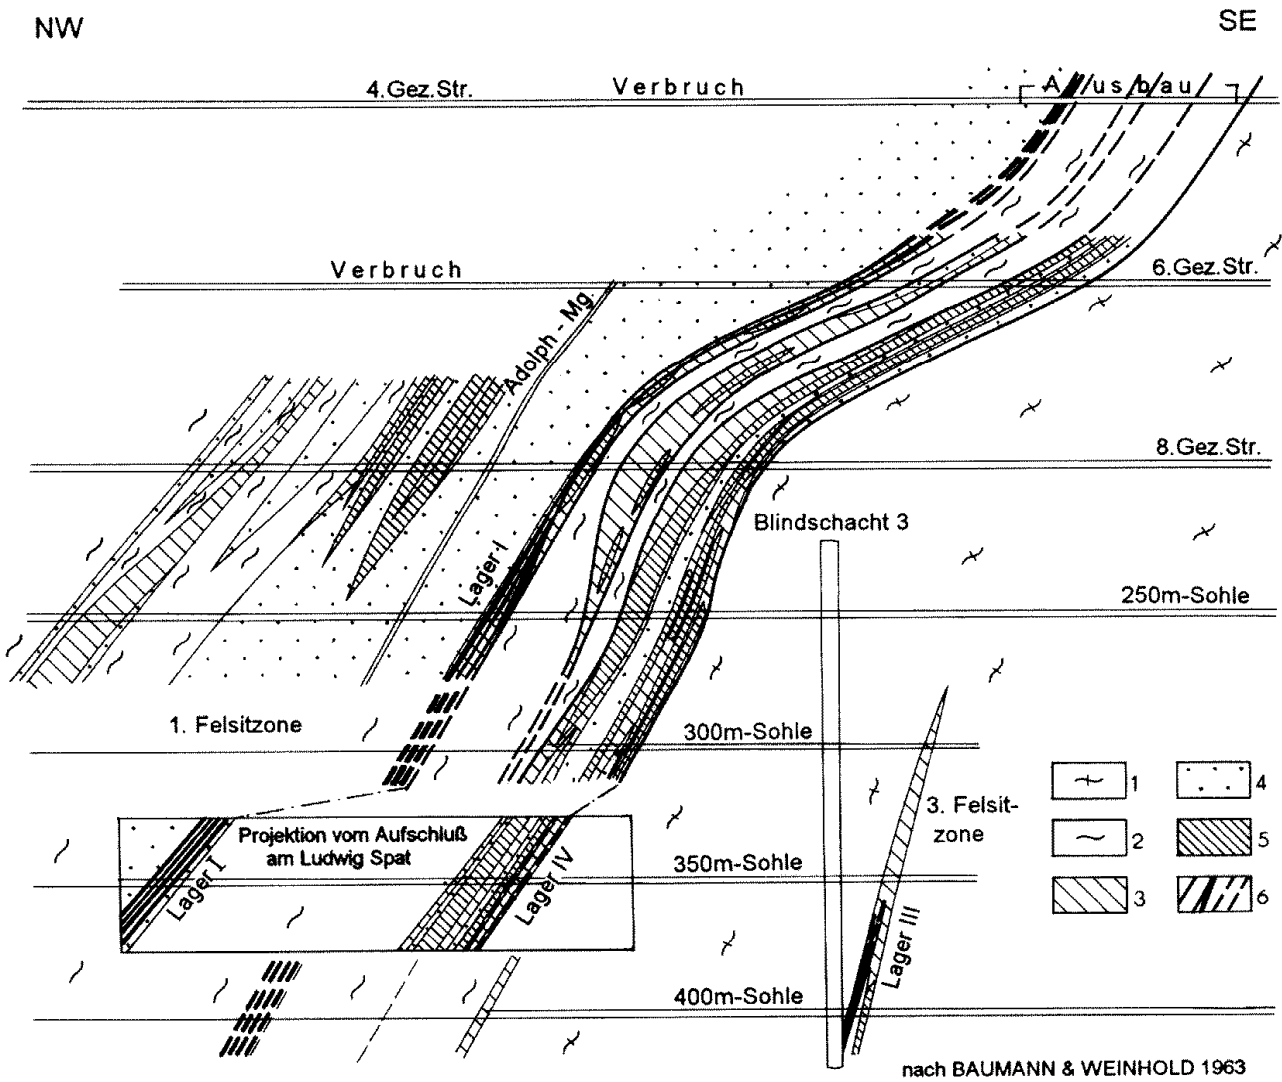 NW
SE
4.Gez.Str.
Verbruch
Ausbau
Verbruch
6.Gez.Str.
Adolph - Mg.
8.Gez.Str.
Blindschacht 3
Lager I
250m-Sohle
1. Felsitzone
300m-Sohle
3. Felsit-
zone
Projektion vom Aufschluß
am Ludwig Spat
Lager I
Lager IV
350m-Sohle
Lager III
400m-Sohle
1
2
3
4
5
6
nach BAUMANN & WEINHOLD 1963